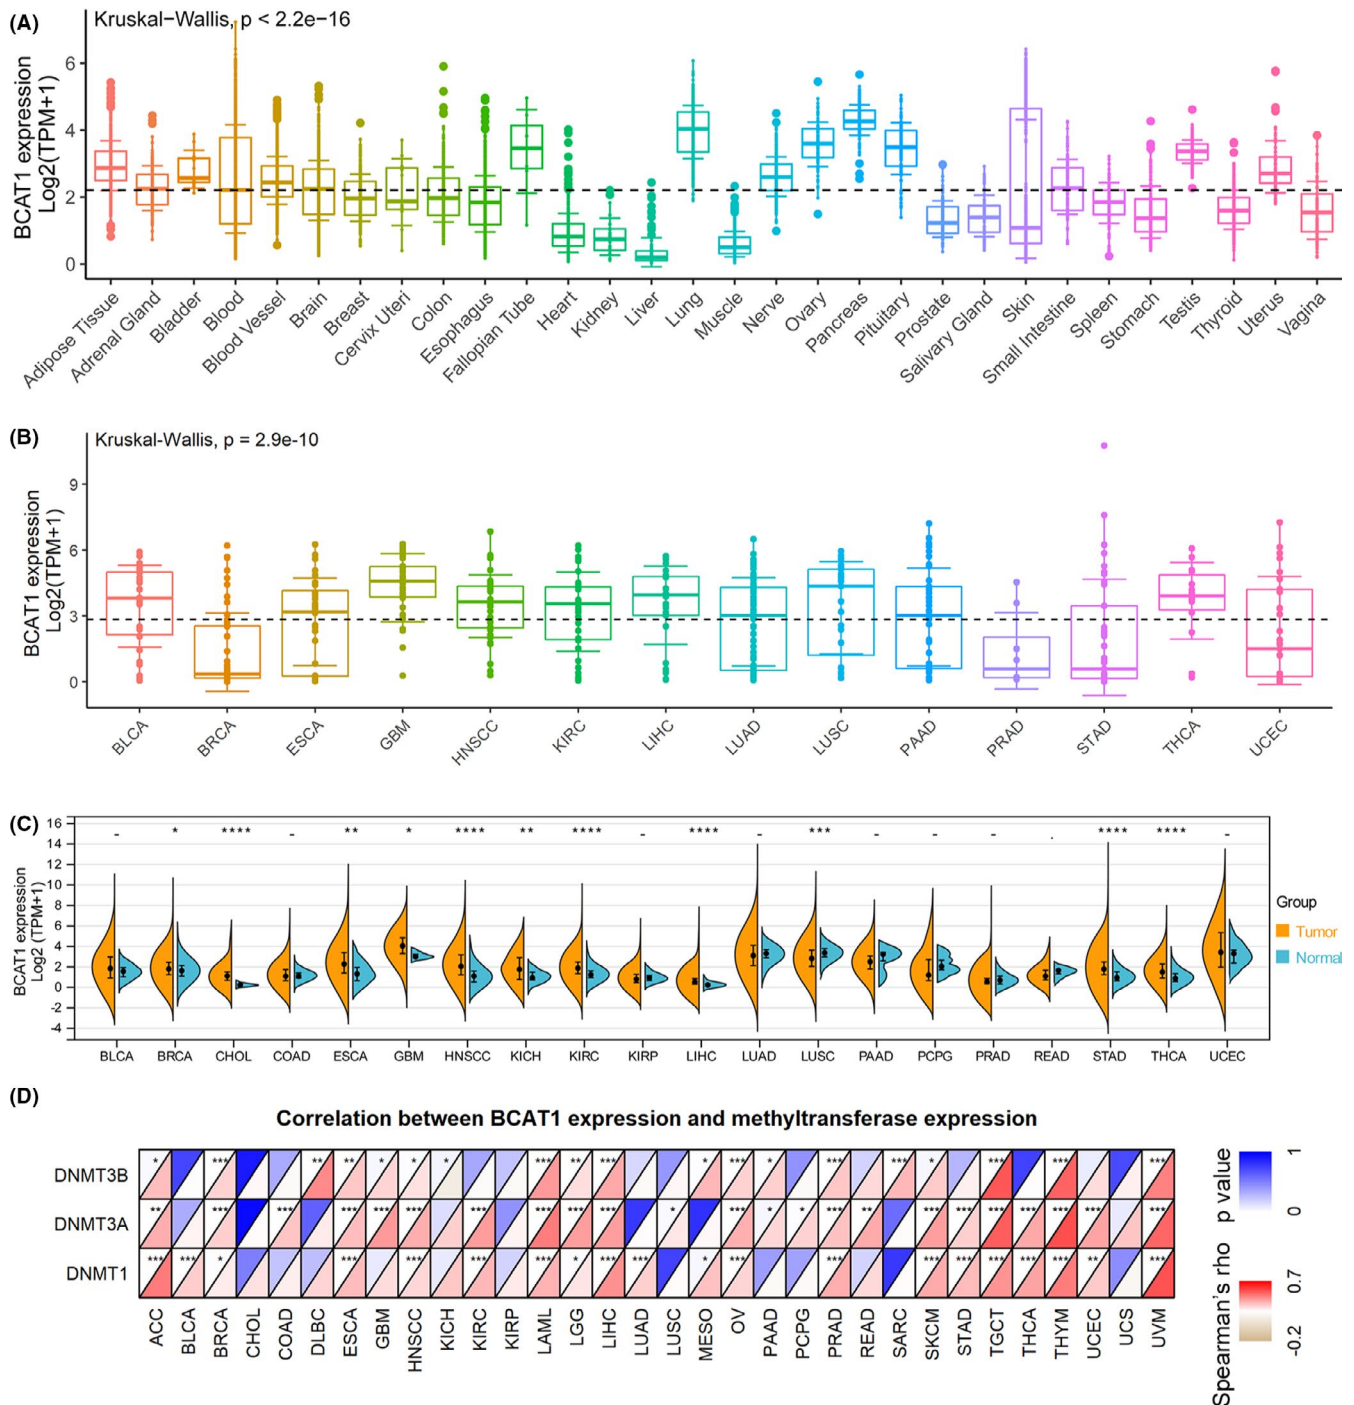 (A)
Kruskal−Wallis, p < 2.2e−16
BCAT1 expression
Log2(TPM+1)
6
4
2
0
Adipose Tissue
Adrenal Gland
Bladder
Blood
Blood Vessel
Brain
Breast
Cervix Uteri
Colon
Esophagus
Fallopian Tube
Heart
Kidney
Liver
Lung
Muscle
Nerve
Ovary
Pancreas
Pituitary
Prostate
Salivary Gland
Skin
Small Intestine
Spleen
Stomach
Testis
Thyroid
Uterus
Vagina
(B)
Kruskal-Wallis, p = 2.9e-10
BCAT1 expression
Log2(TPM+1)
9
6
3
0
BLCA
BRCA
ESCA
GBM
HNSCC
KIRC
LIHC
LUAD
LUSC
PAAD
PRAD
STAD
THCA
UCEC
(C)
BCAT1 expression
Log2 (TPM+1)
16
14
12
10
8
6
4
2
0
-2
-4
- * **** - ** * **** ** **** - **** - *** - - - . **** **** -
BLCA BRCA CHOL COAD ESCA GBM HNSCC KICH KIRC KIRP LIHC LUAD LUSC PAAD PCPG PRAD READ STAD THCA UCEC
Group
Tumor
Normal
(D)
Correlation between BCAT1 expression and methyltransferase expression
DNMT3B * *** ** ** * * * *** ** *** * *** * *** *** * *** *** ***
DNMT3A ** *** *** *** *** *** *** *** *** * *** * * *** ** *** *** *** *** *** *** ***
DNMT1 *** *** * *** *** *** *** * *** *** * *** *** *** *** *** *** *** ** ***
ACC
BLCA
BRCA
CHOL
COAD
DLBC
ESCA
GBM
HNSCC
KICH
KIRC
KIRP
LAML
LGG
LIHC
LUAD
LUSC
MESO
OV
PAAD
PCPG
PRAD
READ
SARC
SKCM
STAD
TGCT
THCA
THYM
UCEC
UCS
UVM
p value
1
0
Spearman's rho
0.7
-0.2